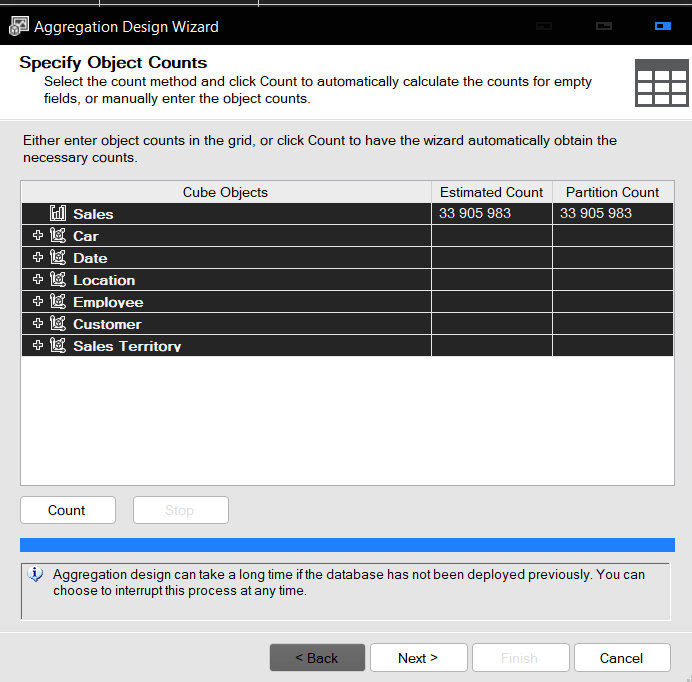 Aggregation Design Wizard
Specify Object Counts
Select the count method and click Count to automatically calculate the counts for empty
fields, or manually enter the object counts.
Either enter object counts in the grid, or click Count to have the wizard automatically obtain the
necessary counts.
Cube Objects Estimated Count Partition Count
Sales 33 905 983 33 905 983
Car
Date
Location
Employee
Customer
Sales Territory
Count Stop
Aggregation design can take a long time if the database has not been deployed previously. You can
choose to interrupt this process at any time.
< Back Next > Finish Cancel